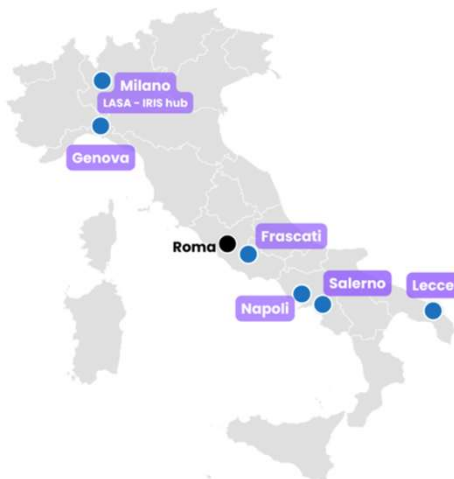 Milano
LASA - IRIS hub
Genova
Roma
Frascati
Napoli
Salerno
Lecce